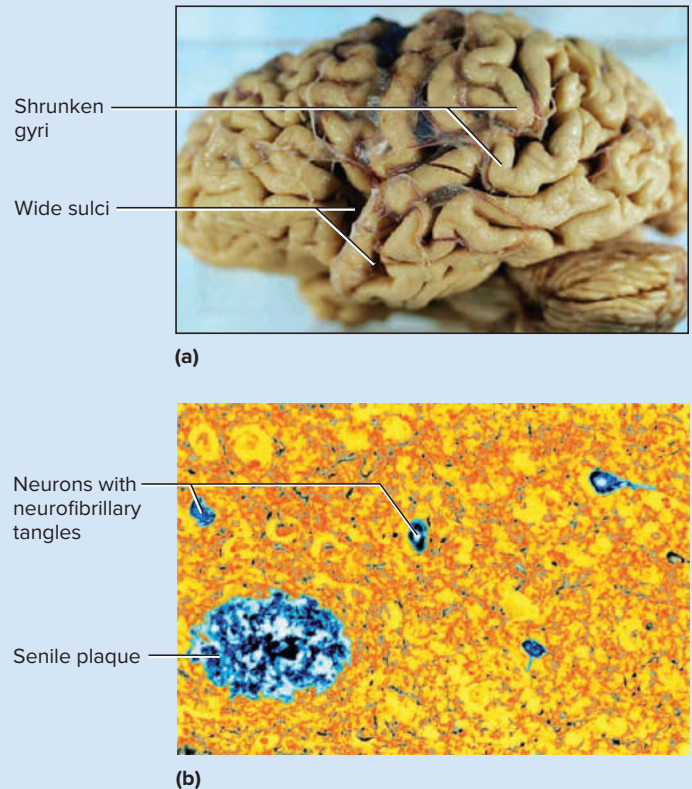 Shrunken
gyri
Wide sulci
(a)
Neurons with
neurofibrillary
tangles
Senile plaque
(b)